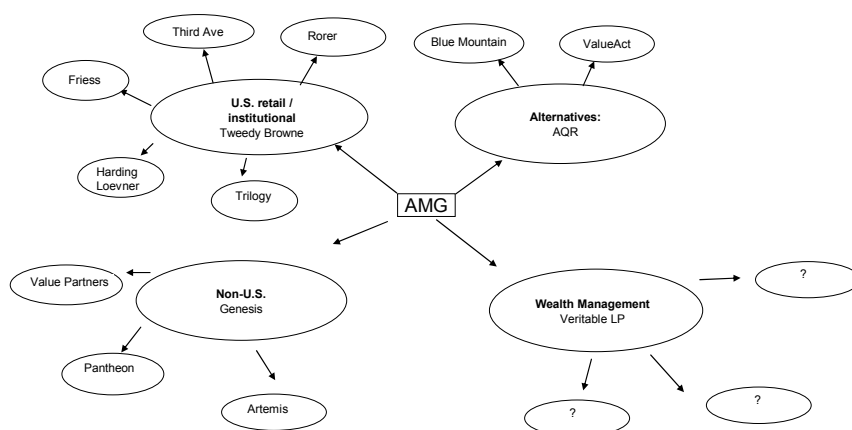 Third Ave
Rorer
Blue Mountain
ValueAct
Friess
U.S. retail /
institutional
Tweedy Browne
Alternatives:
AQR
Harding
Loevner
Trilogy
AMG
Value Partners
Non-U.S.
Genesis
?
Wealth Management
Veritable LP
Pantheon
Artemis
?
?